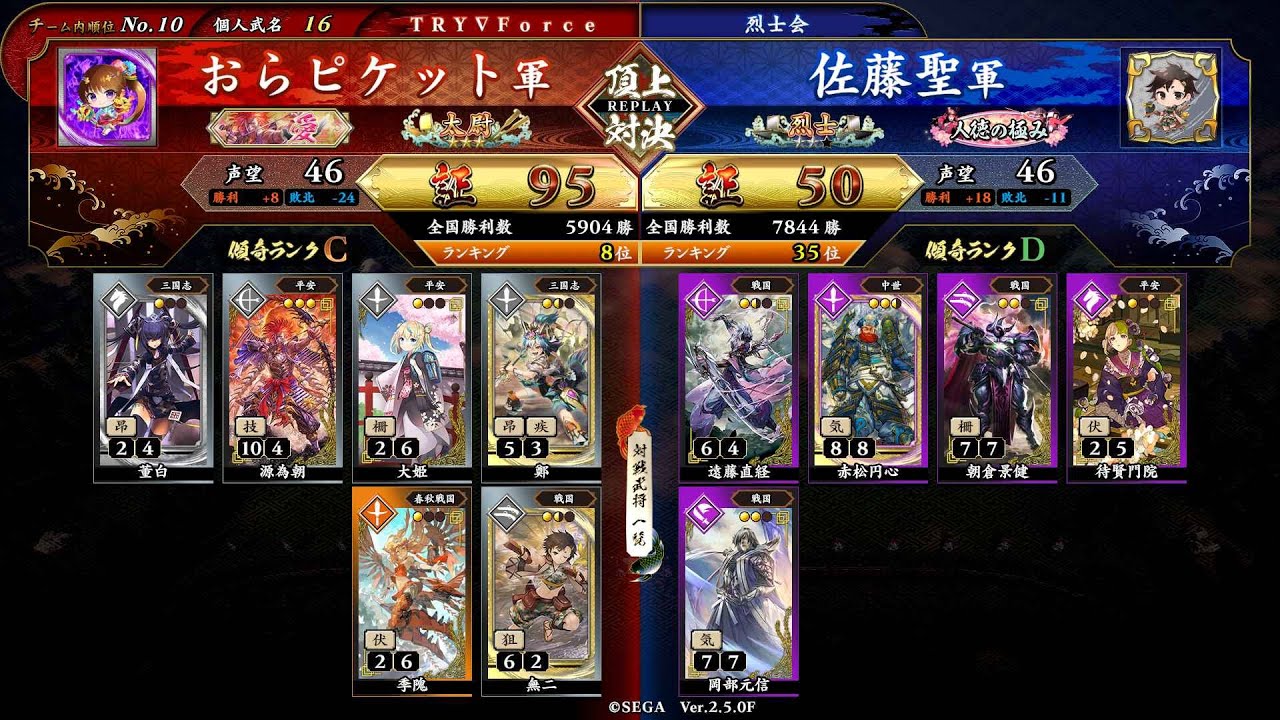 チーム内順位 No.10 個人武名 16 TRY∇Force 烈士会
おらピケット軍 頂上 REPLAY 対決 佐藤聖軍
愛 大尉 烈士 人徳の極み
声望 46 証 95 証 50 声望 46
勝利 +8 敗北 -24 勝利 +18 敗北 -11
全国勝利数 5904勝 全国勝利数 7844勝
傾奇ランクC ランキング 8位 ランキング 35位 傾奇ランクD
三国志 平安 平安 三国志 戦国 中世 戦国 平安
昂 技 柵 昂 疾 気 柵 伏
2 4 10 4 2 6 5 3 6 4 8 8 7 7 2 5
董白 源為朝 大姫 鄭 遠藤直経 赤松円心 朝倉景健 待賢門院
対戦武将一覧
春秋戦国 戦国 戦国
伏 狙 気
2 6 6 2 7 7
季隗 無二 岡部元信
©SEGA Ver.2.5.0F